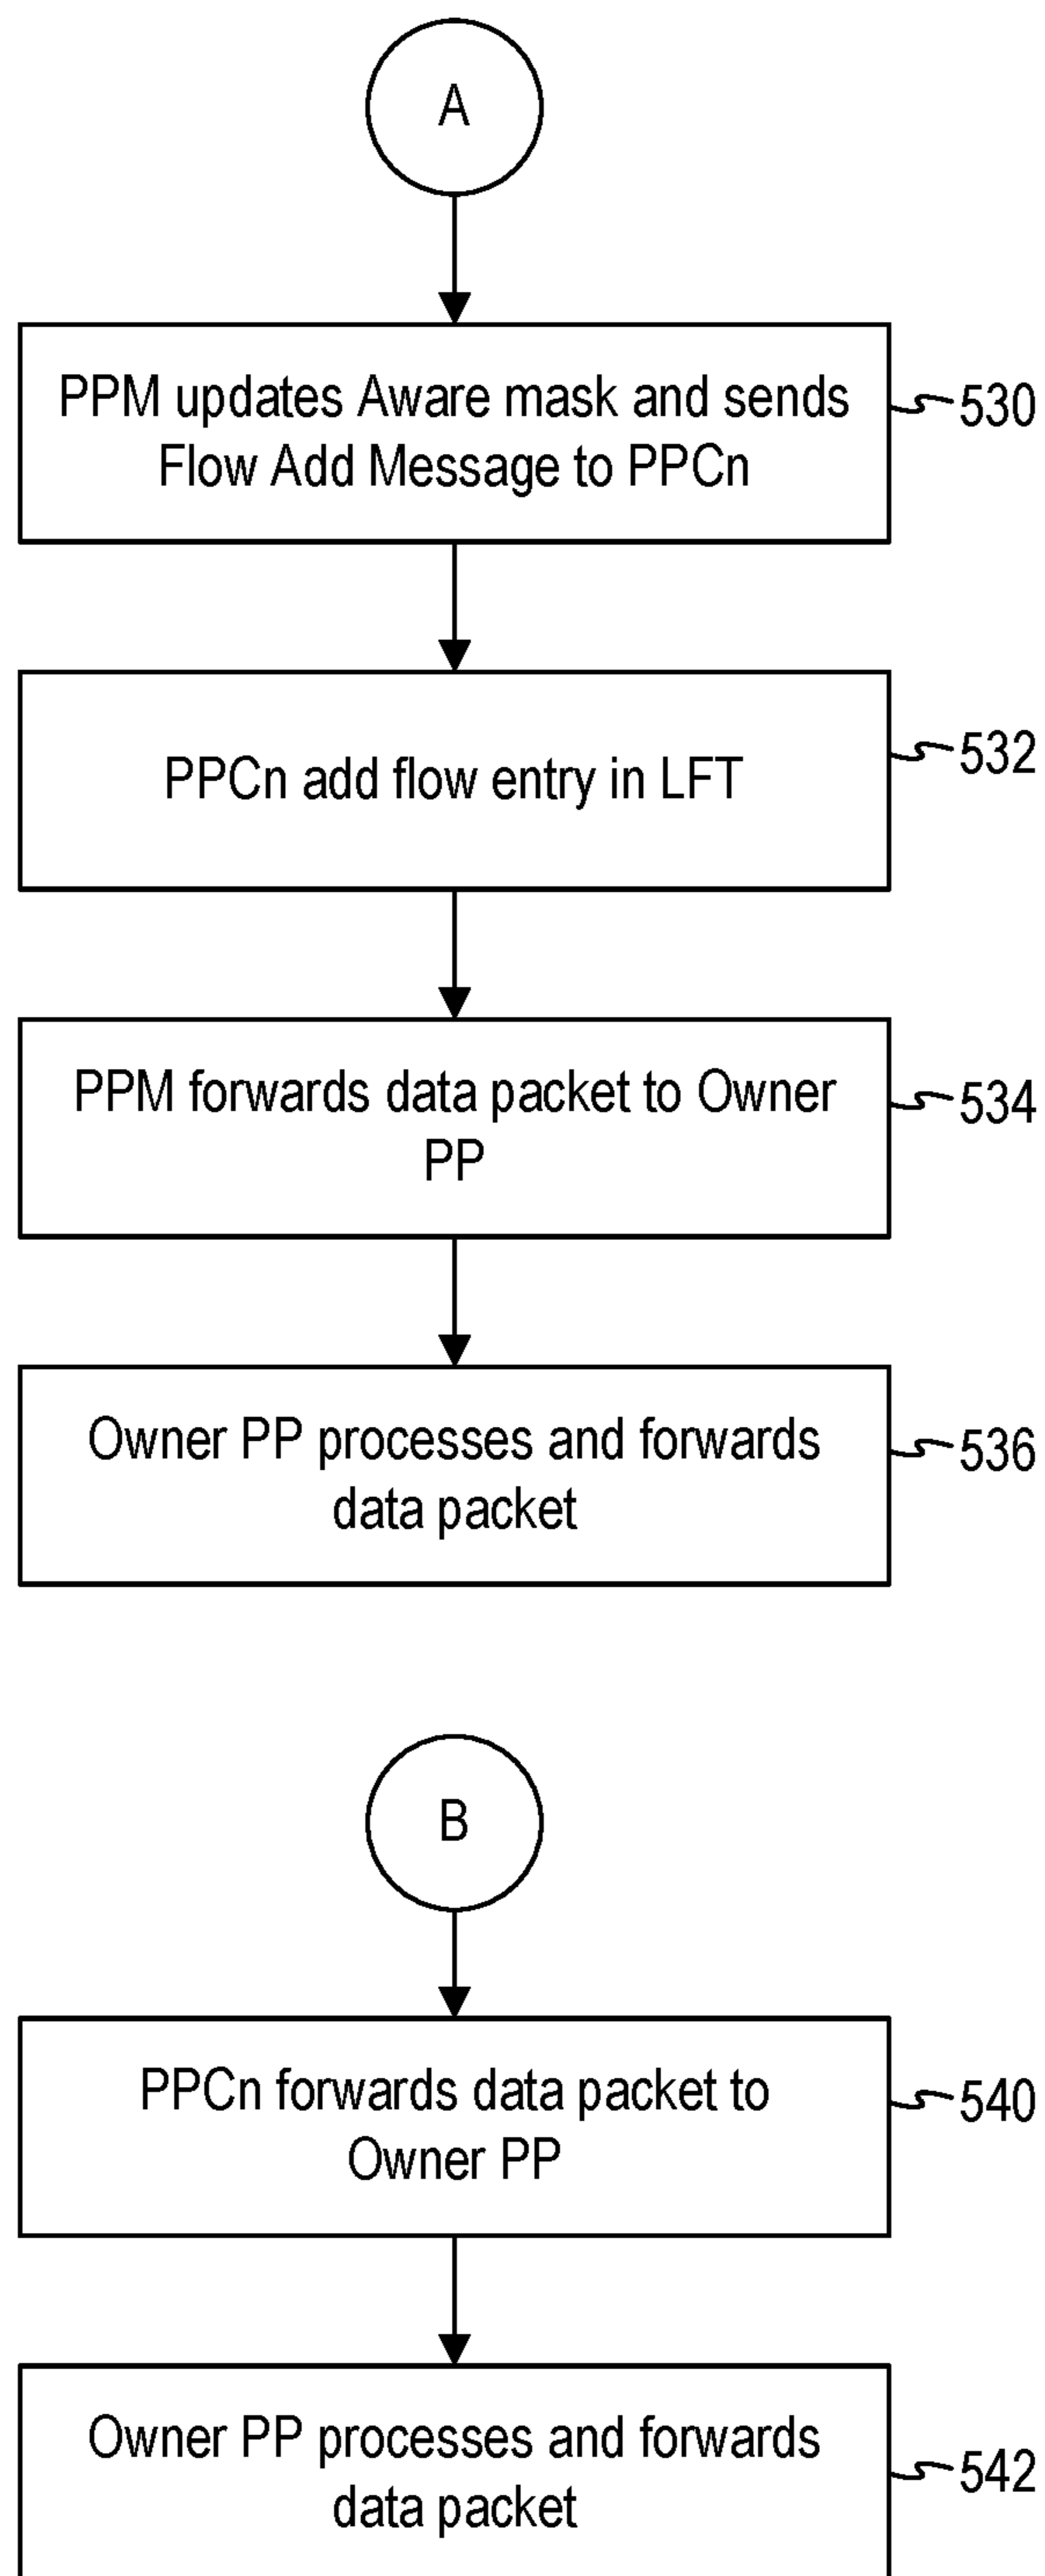 A
PPM updates Aware mask and sends
Flow Add Message to PPCn
530
PPCn add flow entry in LFT
532
PPM forwards data packet to Owner
PP
534
Owner PP processes and forwards
data packet
536
B
PPCn forwards data packet to
Owner PP
540
Owner PP processes and forwards
data packet
542